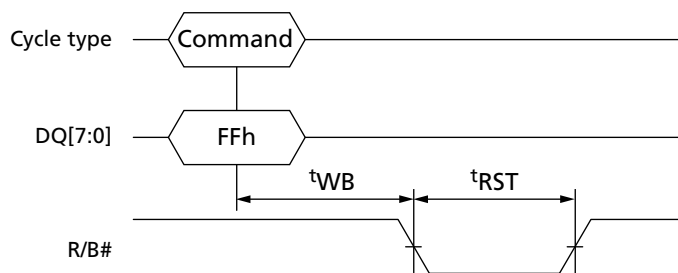 Cycle type Command
DQ[7:0] FFh
tWB tRST
R/B#